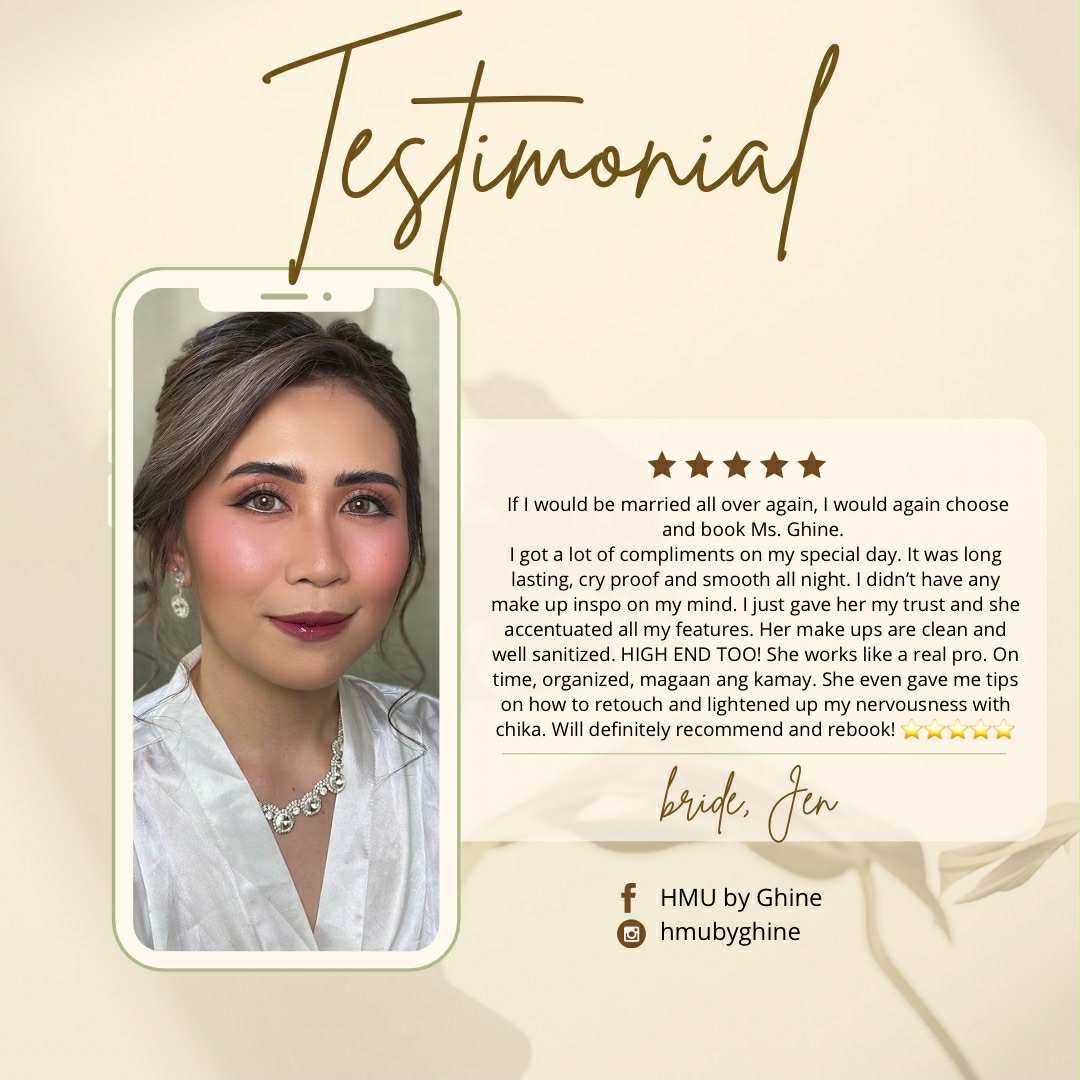 Testimonial
If I would be married all over again, I would again choose
and book Ms. Ghine.
I got a lot of compliments on my special day. It was long
lasting, cry proof and smooth all night. I didn’t have any
make up inspo on my mind. I just gave her my trust and she
accentuated all my features. Her make ups are clean and
well sanitized. HIGH END TOO! She works like a real pro. On
time, organized, magaan ang kamay. She even gave me tips
on how to retouch and lightened up my nervousness with
chika. Will definitely recommend and rebook! ⭐⭐⭐⭐⭐
bride, Jen
HMU by Ghine
hmubyghine